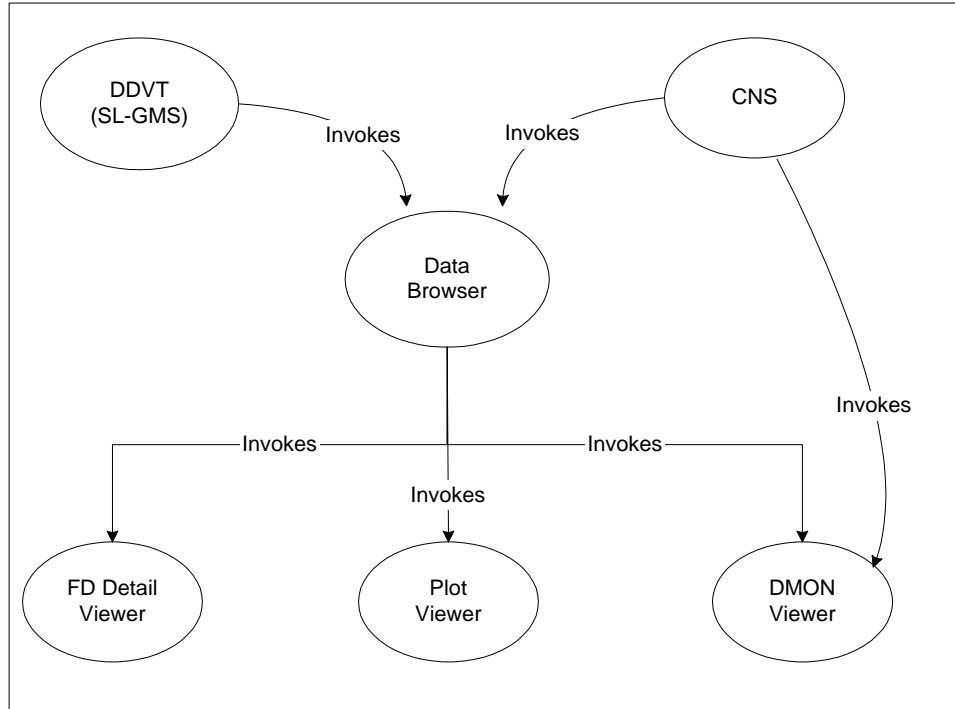 DDVT
(SL-GMS)
CNS
Invokes
Invokes
Data
Browser
Invokes
Invokes
Invokes
Invokes
FD Detail
Viewer
Plot
Viewer
DMON
Viewer